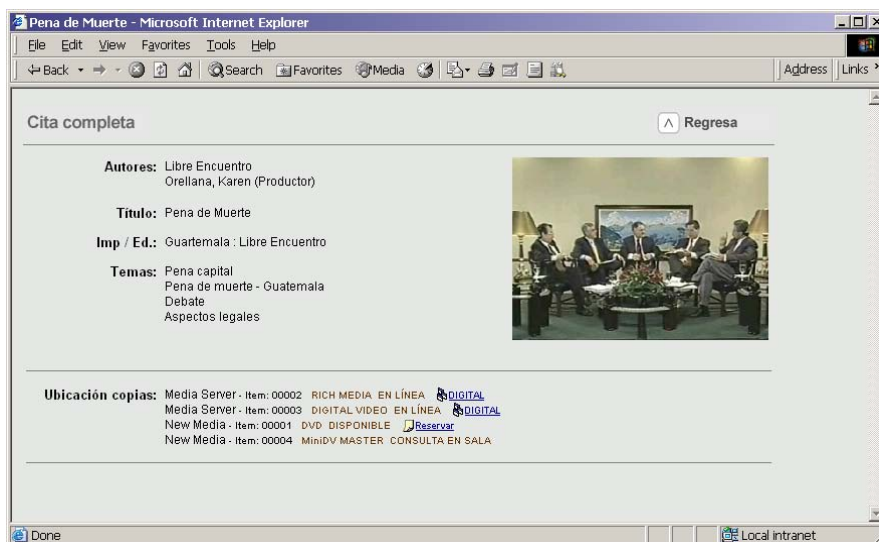 Pena de Muerte - Microsoft Internet Explorer
File Edit View Favorites Tools Help
Back Search Favorites Media Address Links
Cita completa Regresa
Autores: Libre Encuentro
Orellana, Karen (Productor)
Título: Pena de Muerte
Imp / Ed.: Guatemala : Libre Encuentro
Temas: Pena capital
Pena de muerte - Guatemala
Debate
Aspectos legales
Ubicación copias: Media Server - Item: 00002 RICH MEDIA EN LÍNEA DIGITAL
Media Server - Item: 00003 DIGITAL VIDEO EN LÍNEA DIGITAL
New Media - Item: 00001 DVD DISPONIBLE Reservar
New Media - Item: 00004 MiniDV MASTER CONSULTA EN SALA
Done Local intranet